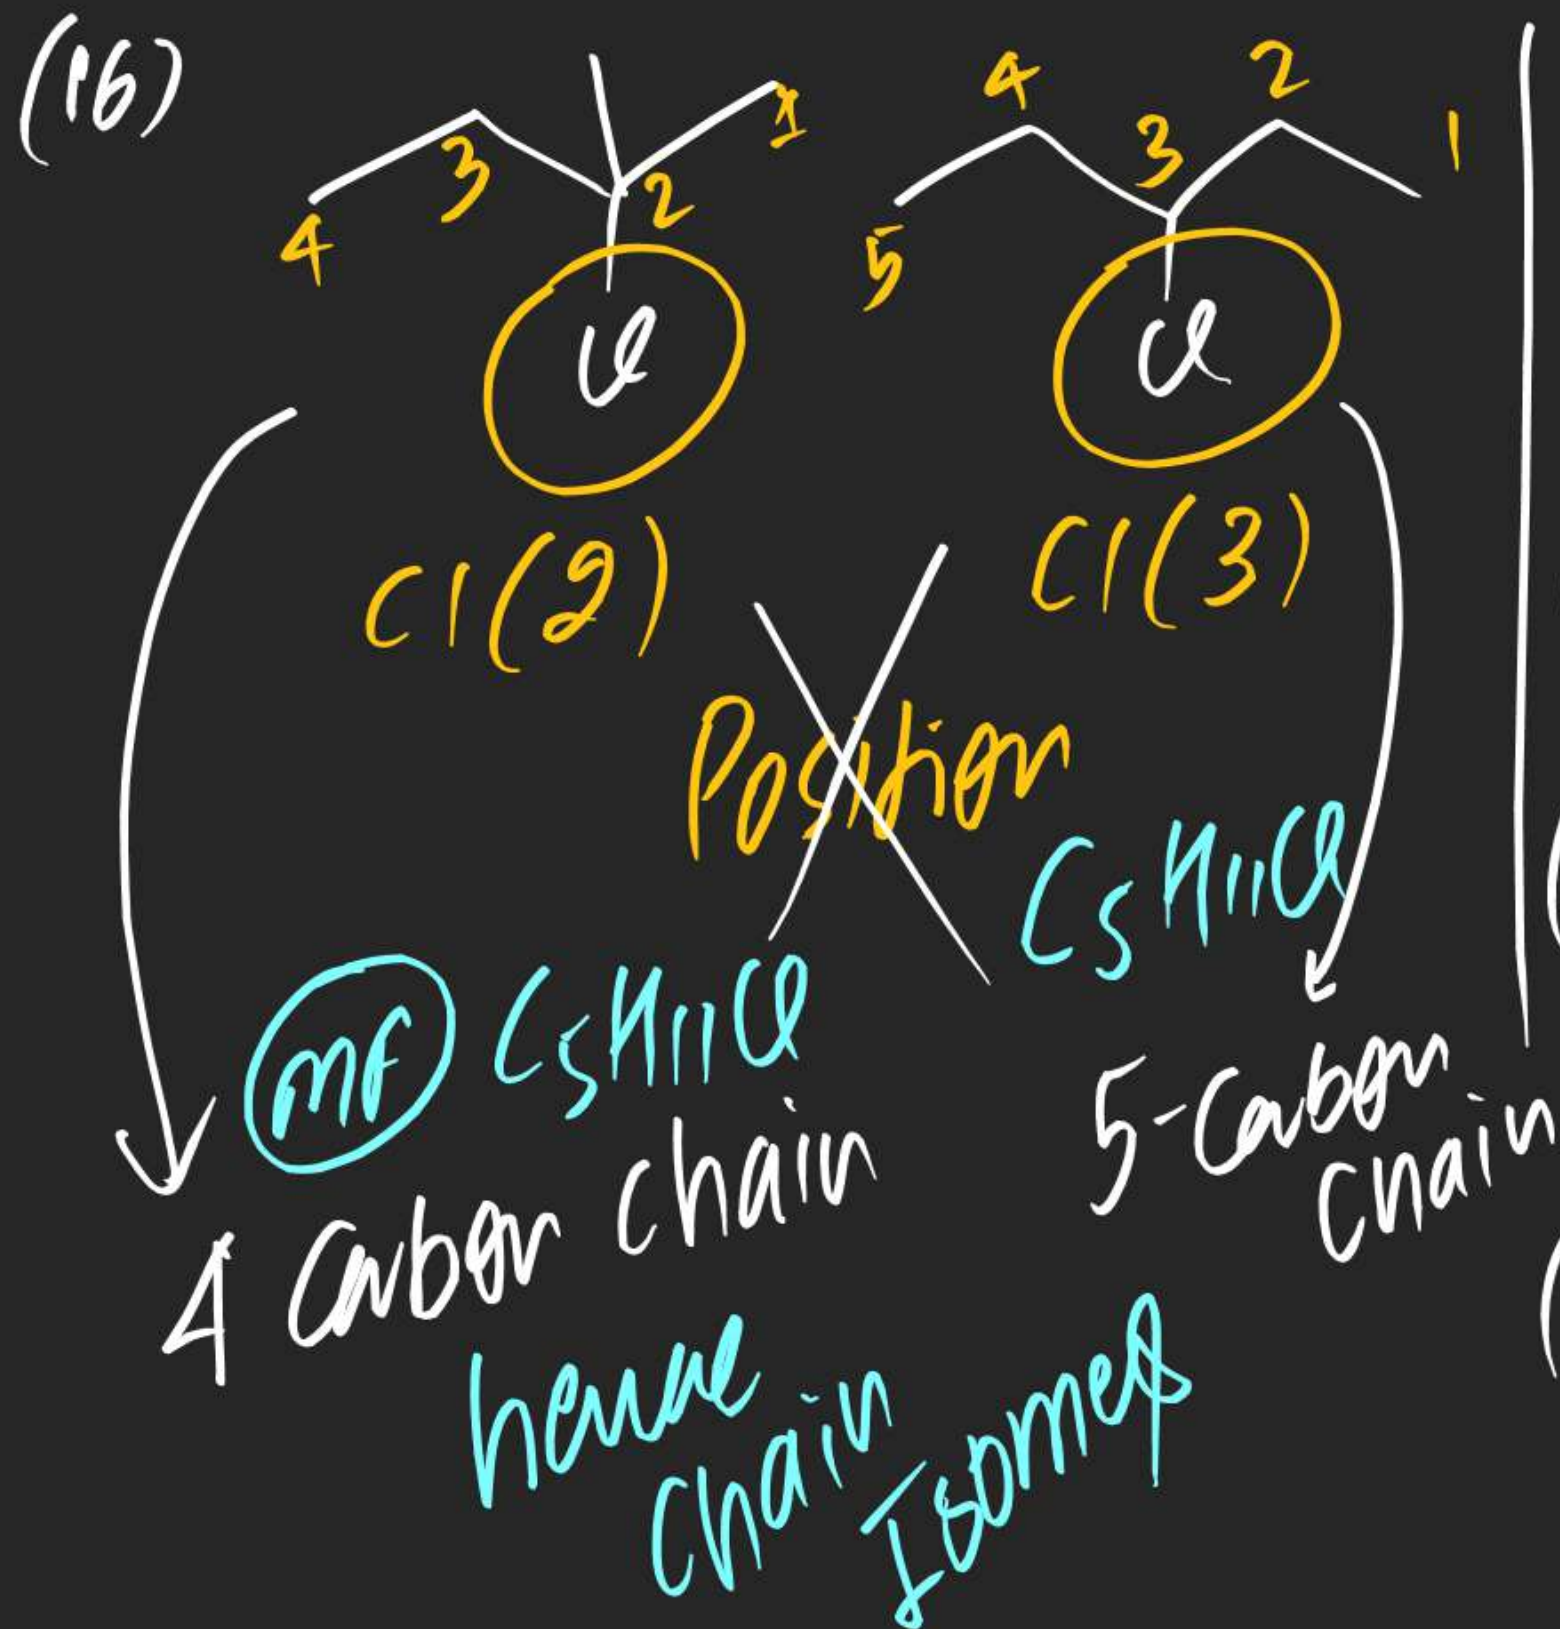 (16)
1
2
3
4
Cl
Cl(2)
1
2
3
4
5
Cl
Cl(3)
Position
MF C5H11Cl
C5H11Cl
4 Carbon chain
5-Carbon
chain
hence
Chain
Isomers